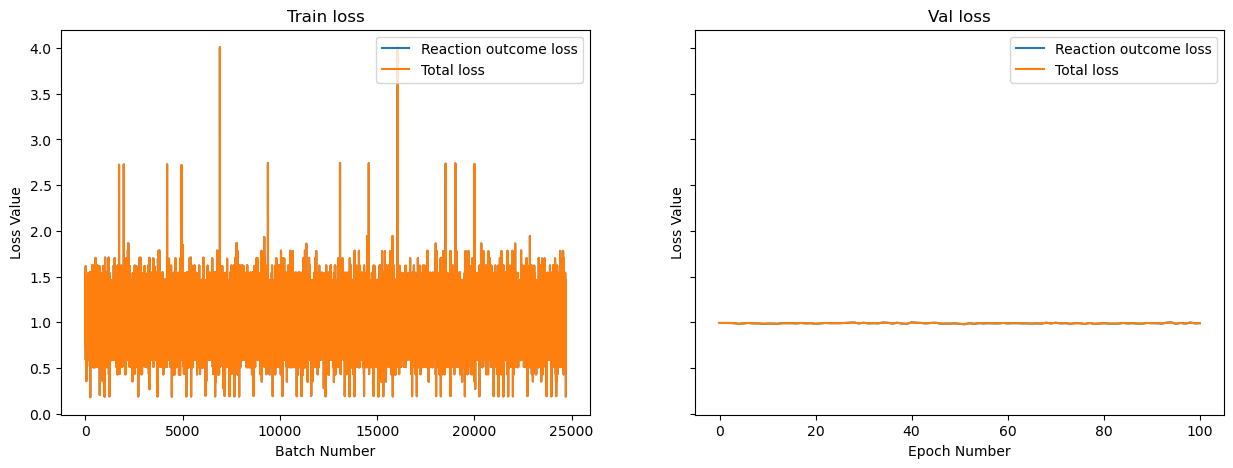 Train loss
Loss Value
4.0
3.5
3.0
2.5
2.0
1.5
1.0
0.5
0.0
Reaction outcome loss
Total loss
0
5000
10000
15000
20000
25000
Batch Number
Val loss
Loss Value
Reaction outcome loss
Total loss
0
20
40
60
80
100
Epoch Number